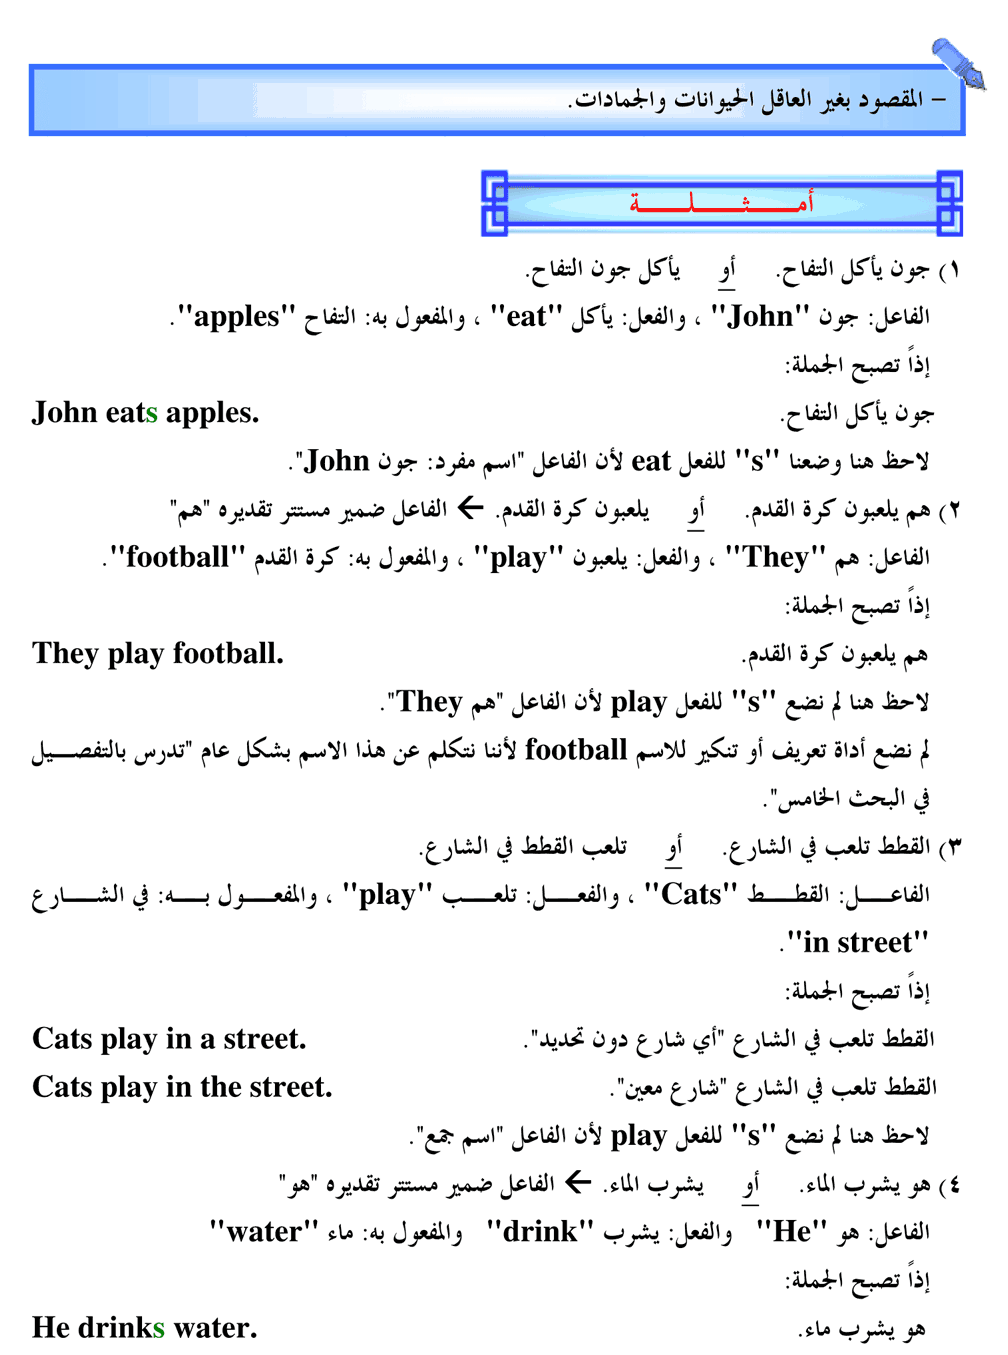 – المقصود بغير العاقل الحيوانات والجمادات.
أمـــثـــلـــة
١) جون يأكل التفاح. أو يأكل جون التفاح.
الفاعل: جون "John" ، والفعل: يأكل "eat" ، والمفعول به: التفاح "apples".
إذاً تصبح الجملة:
جون يأكل التفاح. John eats apples.
لاحظ هنا وضعنا "s" للفعل eat لأن الفاعل "اسم مفرد: جون John".
٢) هم يلعبون كرة القدم. أو يلعبون كرة القدم. ← الفاعل ضمير مستتر تقديره "هم"
الفاعل: هم "They" ، والفعل: يلعبون "play" ، والمفعول به: كرة القدم "football".
إذاً تصبح الجملة:
هم يلعبون كرة القدم. They play football.
لاحظ هنا لم نضع "s" للفعل play لأن الفاعل "هم They".
لم نضع أداة تعريف أو تنكير للاسم football لأننا نتكلم عن هذا الاسم بشكل عام "تدرس بالتفصـــيل
في البحث الخامس".
٣) القطط تلعب في الشارع. أو تلعب القطط في الشارع.
الفاعــــل: القطــــط "Cats" ، والفعــــل: تلعــــب "play" ، والمفعــــول بــــه: في الشــــارع
"in street".
إذاً تصبح الجملة:
القطط تلعب في الشارع "أي شارع دون تحديد". Cats play in a street.
القطط تلعب في الشارع "شارع معين". Cats play in the street.
لاحظ هنا لم نضع "s" للفعل play لأن الفاعل "اسم جمع".
٤) هو يشرب الماء. أو يشرب الماء. ← الفاعل ضمير مستتر تقديره "هو"
الفاعل: هو "He" والفعل: يشرب "drink" والمفعول به: ماء "water"
إذاً تصبح الجملة:
هو يشرب ماء. He drinks water.